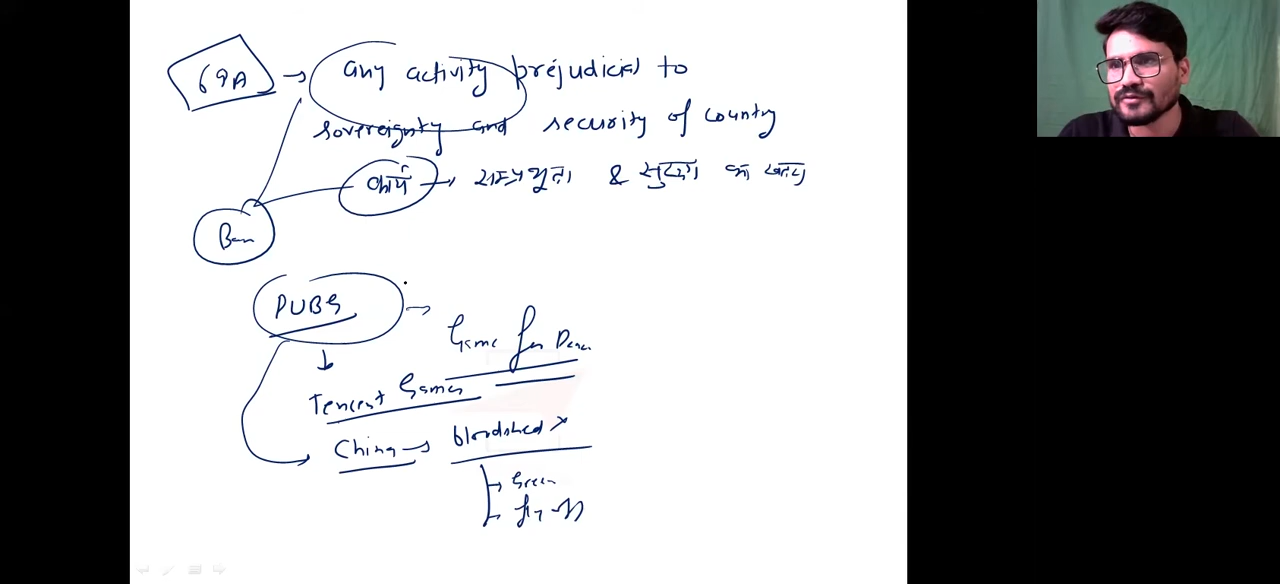 69A → any activity prejudicial to
sovereignty and security of country
कार्य → सम्प्रभुता & सुरक्षा को खतरा
Ban
PUBG →
Game for Peace
Tencent Games
China → bloodshed ×
→ Green
→